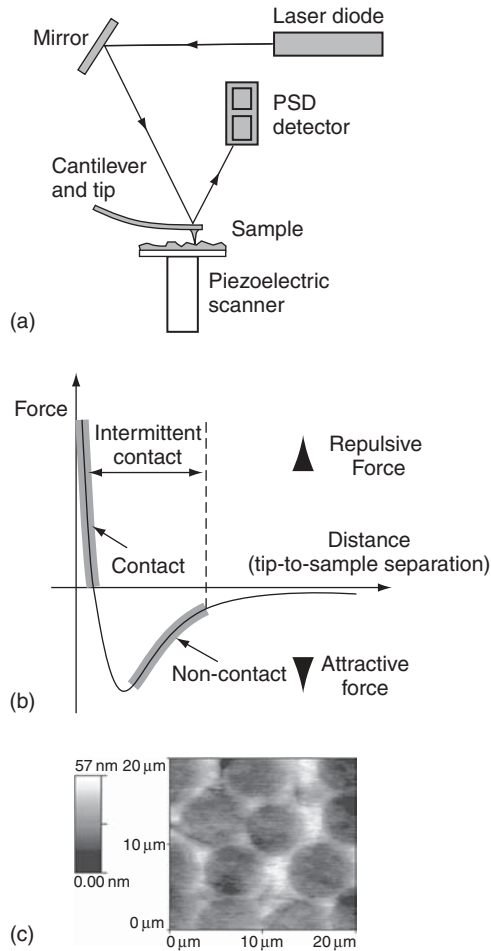 Laser diode
Mirror
PSD
detector
Cantilever
and tip
Sample
Piezoelectric
scanner
(a)
Force
Intermittent
contact
Repulsive
Force
Distance
(tip-to-sample separation)
Contact
Non-contact
Attractive
force
(b)
57 nm
0.00 nm
20 μm
10 μm
0 μm
0 μm
10 μm
20 μm
(c)